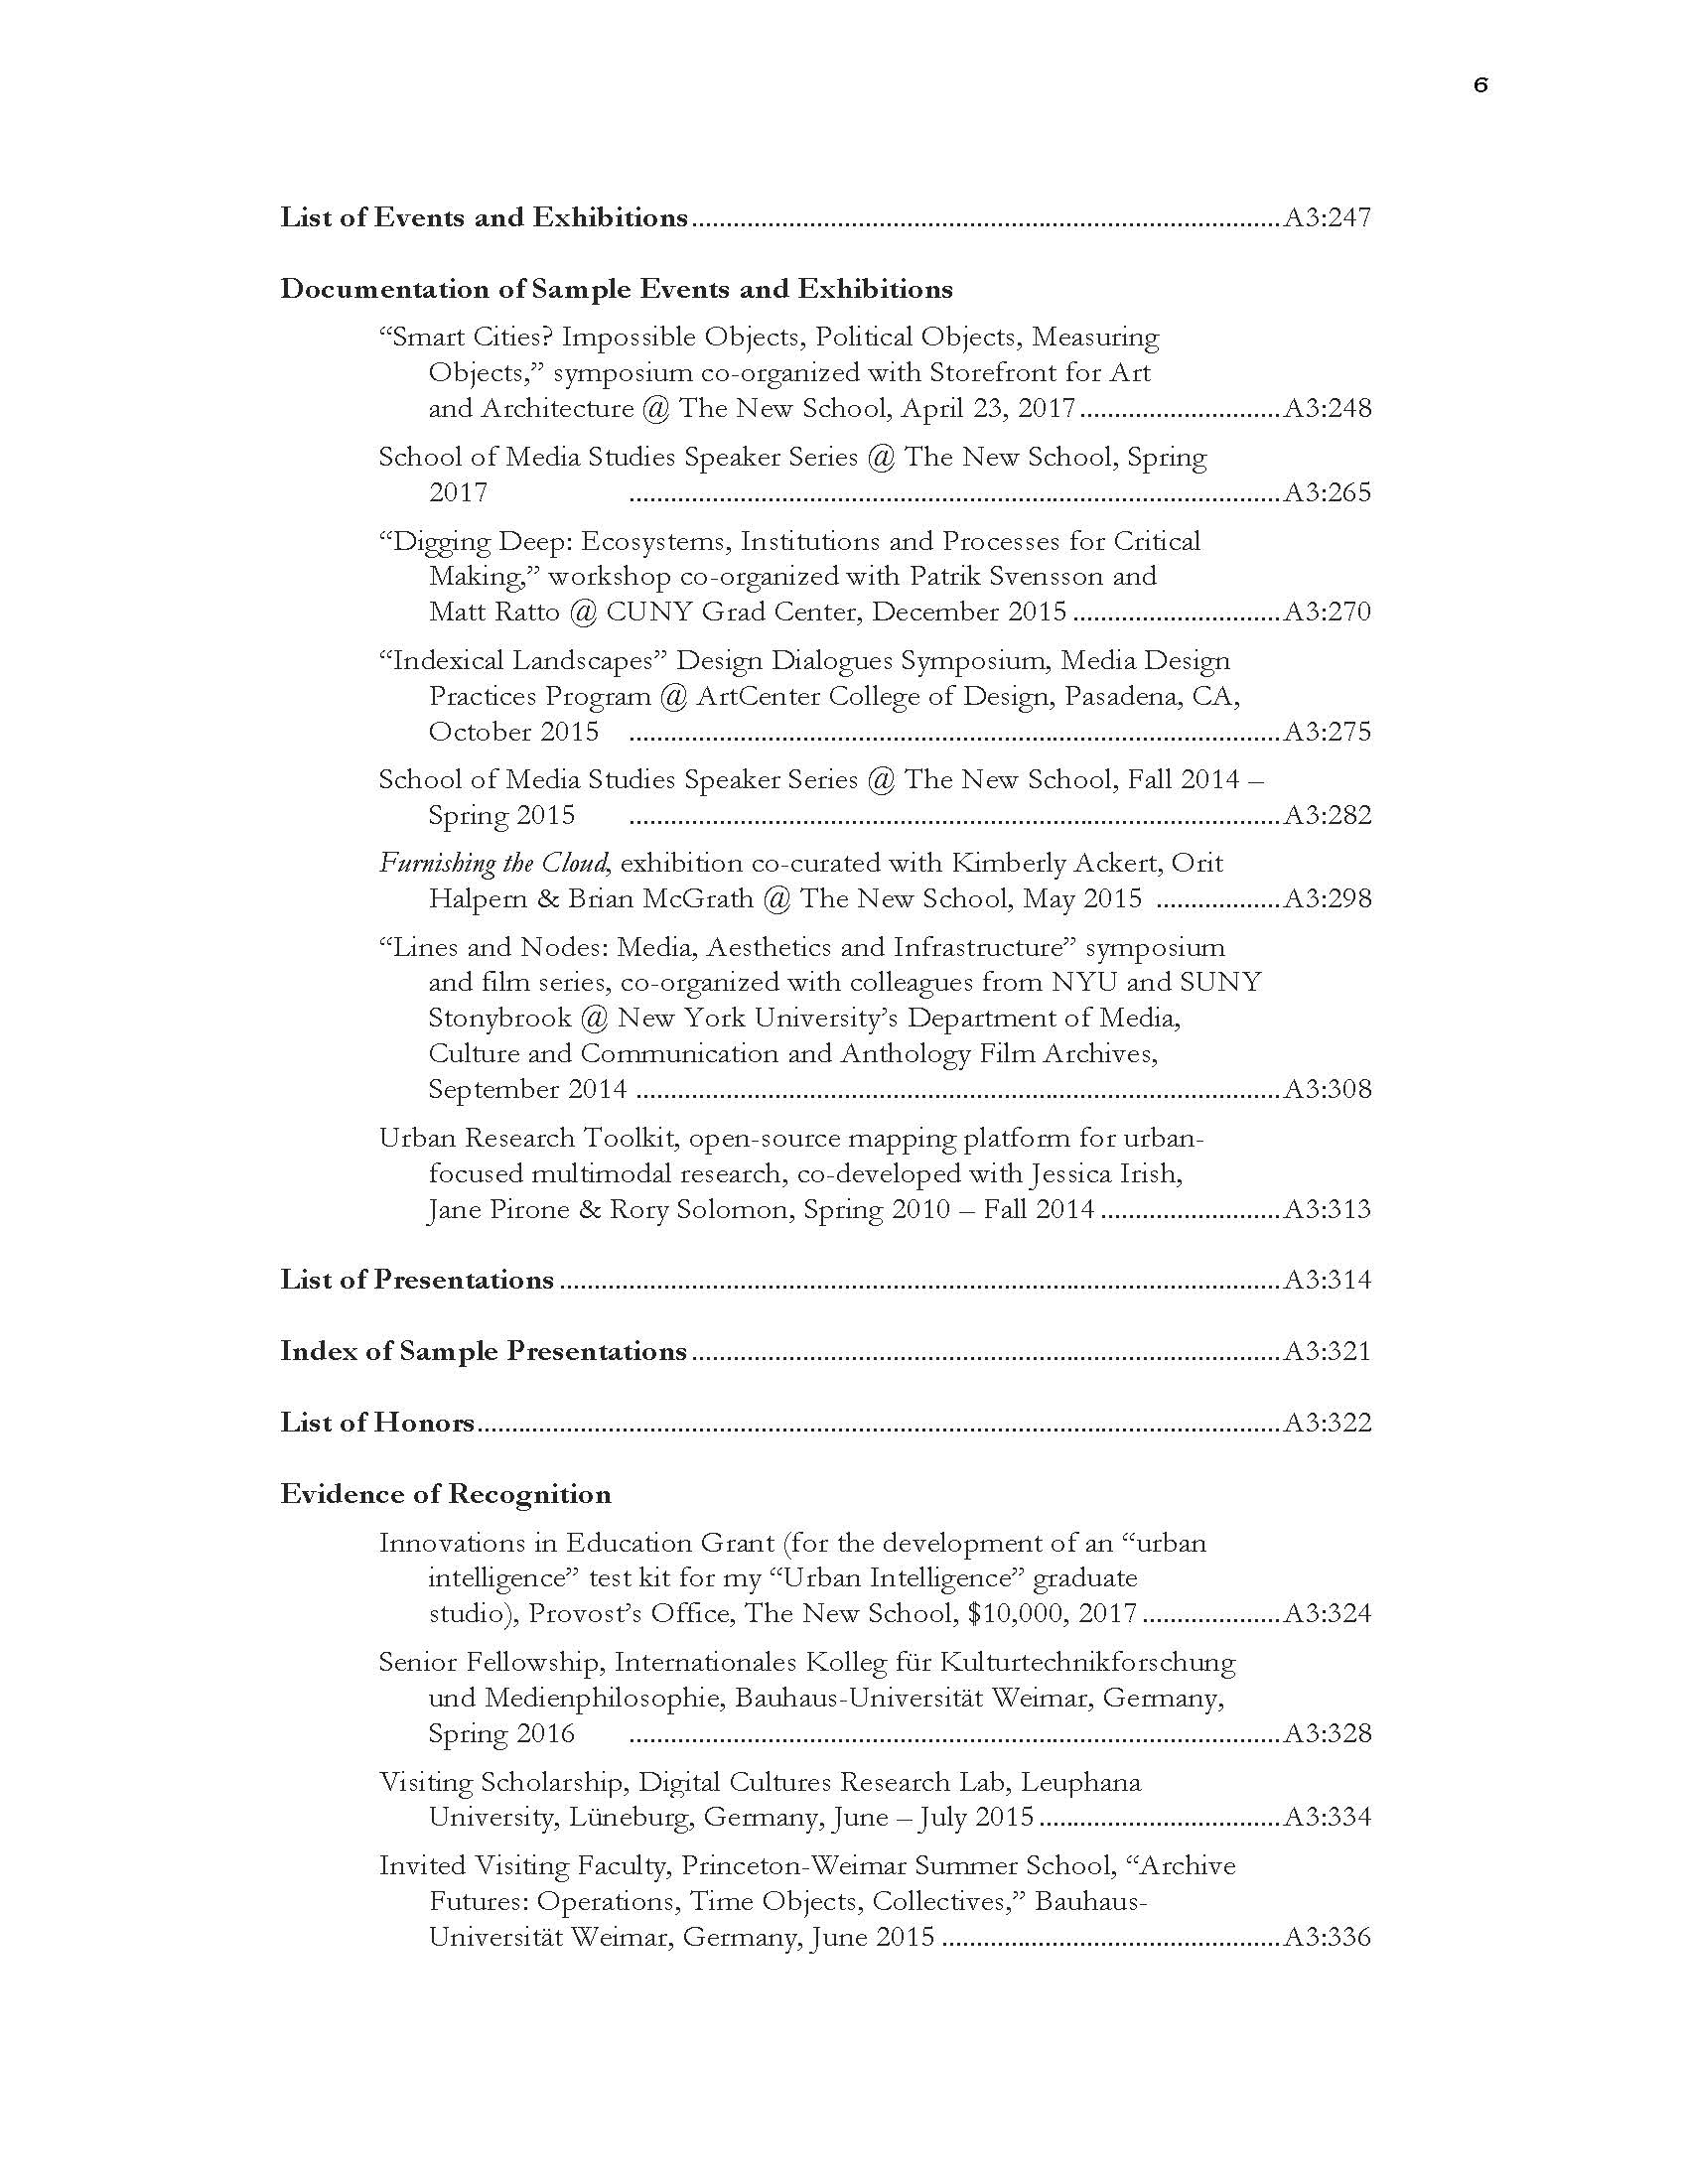 6
List of Events and Exhibitions....................................................................................A3:247
Documentation of Sample Events and Exhibitions
“Smart Cities? Impossible Objects, Political Objects, Measuring
Objects,” symposium co-organized with Storefront for Art
and Architecture @ The New School, April 23, 2017.............................A3:248
School of Media Studies Speaker Series @ The New School, Spring
2017 .............................................................................................A3:265
“Digging Deep: Ecosystems, Institutions and Processes for Critical
Making,” workshop co-organized with Patrik Svensson and
Matt Ratto @ CUNY Grad Center, December 2015 ..............................A3:270
“Indexical Landscapes” Design Dialogues Symposium, Media Design
Practices Program @ ArtCenter College of Design, Pasadena, CA,
October 2015 .............................................................................................A3:275
School of Media Studies Speaker Series @ The New School, Fall 2014 –
Spring 2015 .............................................................................................A3:282
Furnishing the Cloud, exhibition co-curated with Kimberly Ackert, Orit
Halpern & Brian McGrath @ The New School, May 2015 ..................A3:298
“Lines and Nodes: Media, Aesthetics and Infrastructure” symposium
and film series, co-organized with colleagues from NYU and SUNY
Stonybrook @ New York University’s Department of Media,
Culture and Communication and Anthology Film Archives,
September 2014 ............................................................................................A3:308
Urban Research Toolkit, open-source mapping platform for urban-
focused multimodal research, co-developed with Jessica Irish,
Jane Pirone & Rory Solomon, Spring 2010 – Fall 2014 ..........................A3:313
List of Presentations .......................................................................................................A3:314
Index of Sample Presentations....................................................................................A3:321
List of Honors...................................................................................................................A3:322
Evidence of Recognition
Innovations in Education Grant (for the development of an “urban
intelligence” test kit for my “Urban Intelligence” graduate
studio), Provost’s Office, The New School, $10,000, 2017 ....................A3:324
Senior Fellowship, Internationales Kolleg für Kulturtechnikforschung
und Medienphilosophie, Bauhaus-Universität Weimar, Germany,
Spring 2016 .............................................................................................A3:328
Visiting Scholarship, Digital Cultures Research Lab, Leuphana
University, Lüneburg, Germany, June – July 2015 ...................................A3:334
Invited Visiting Faculty, Princeton-Weimar Summer School, “Archive
Futures: Operations, Time Objects, Collectives,” Bauhaus-
Universität Weimar, Germany, June 2015 .................................................A3:336